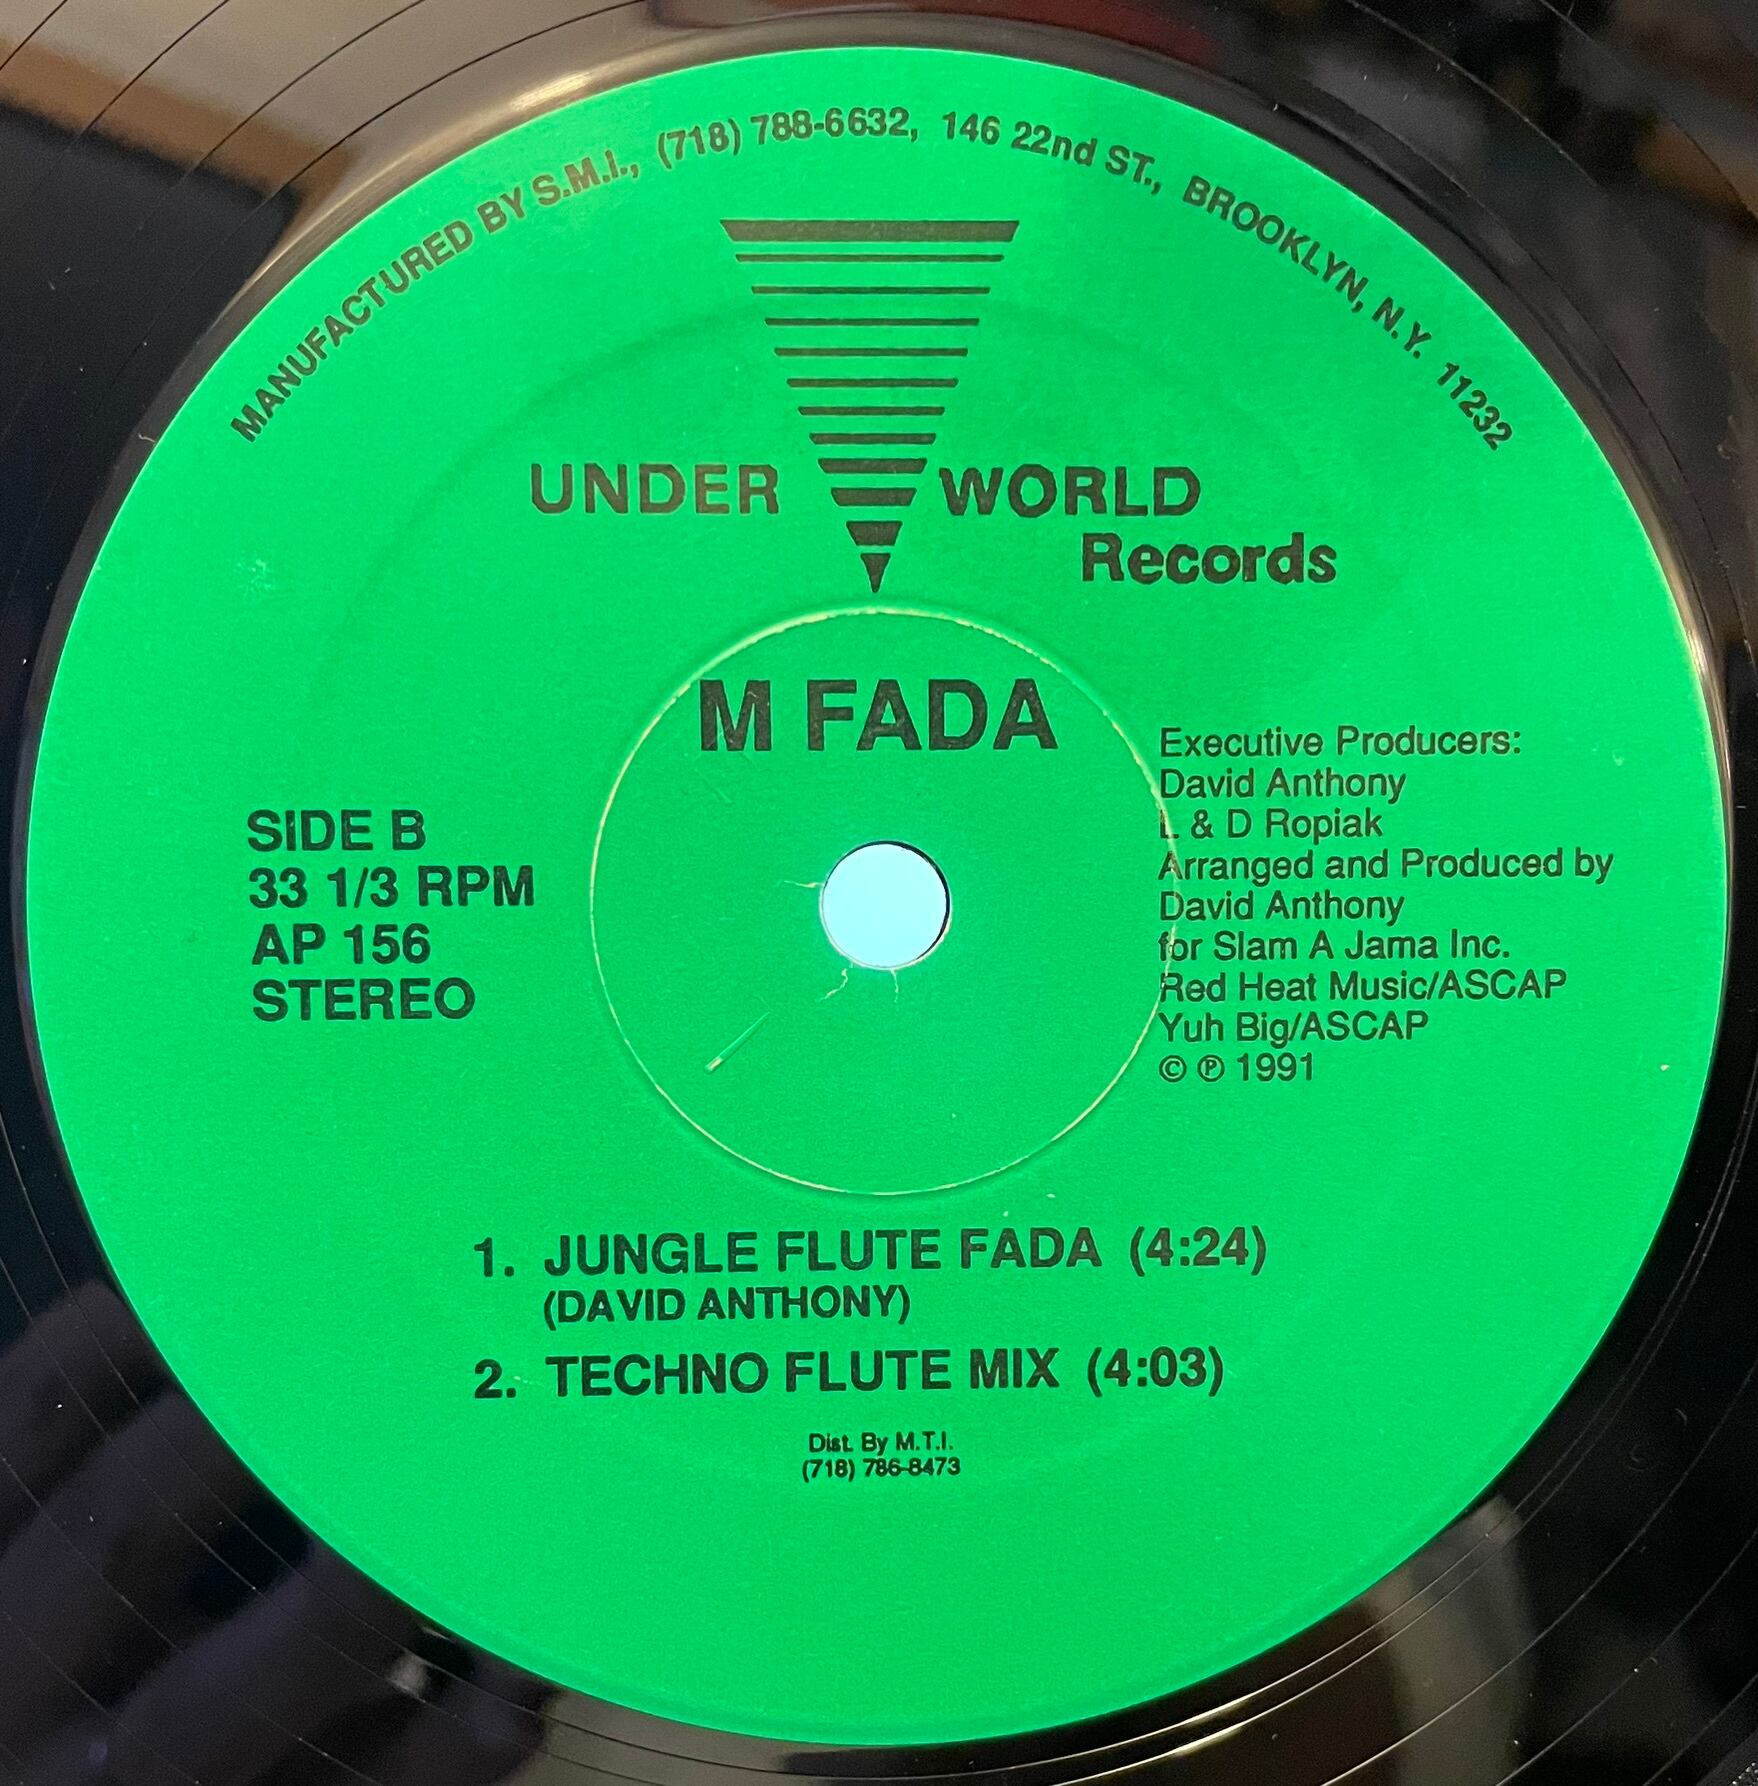 MANUFACTURED BY S.M.I., (718) 788-6632, 146 22nd ST., BROOKLYN, N.Y. 11232
UNDER WORLD
Records
M FADA
SIDE B
33 1/3 RPM
AP 156
STEREO
Executive Producers:
David Anthony
L & D Ropiak
Arranged and Produced by
David Anthony
for Slam A Jama Inc.
Red Heat Music/ASCAP
Yuh Big/ASCAP
© ℗ 1991
1. JUNGLE FLUTE FADA (4:24)
(DAVID ANTHONY)
2. TECHNO FLUTE MIX (4:03)
Dist. By M.T.I.
(718) 786-8473